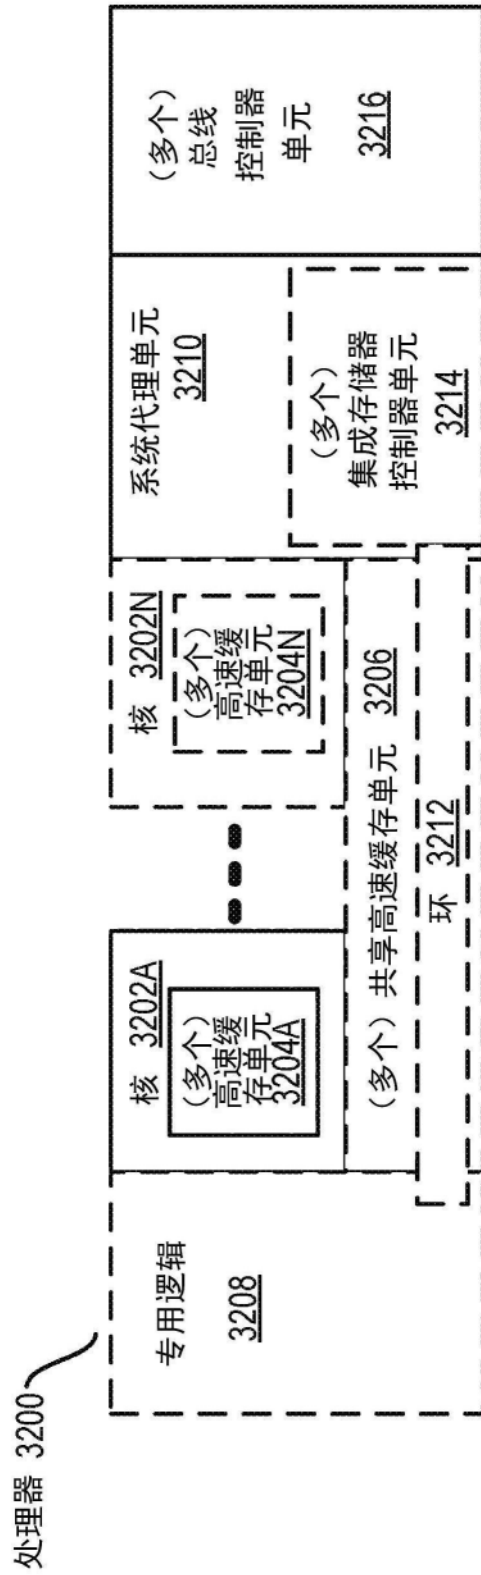 处理器 3200
专用逻辑
3208
核 3202A
(多个)
高速缓
存单元
3204A
核 3202N
(多个)
高速缓
存单元
3204N
(多个)共享高速缓存单元 3206
环 3212
系统代理单元
3210
(多个)
集成存储器
控制器单元
3214
(多个)
总线
控制器
单元
3216